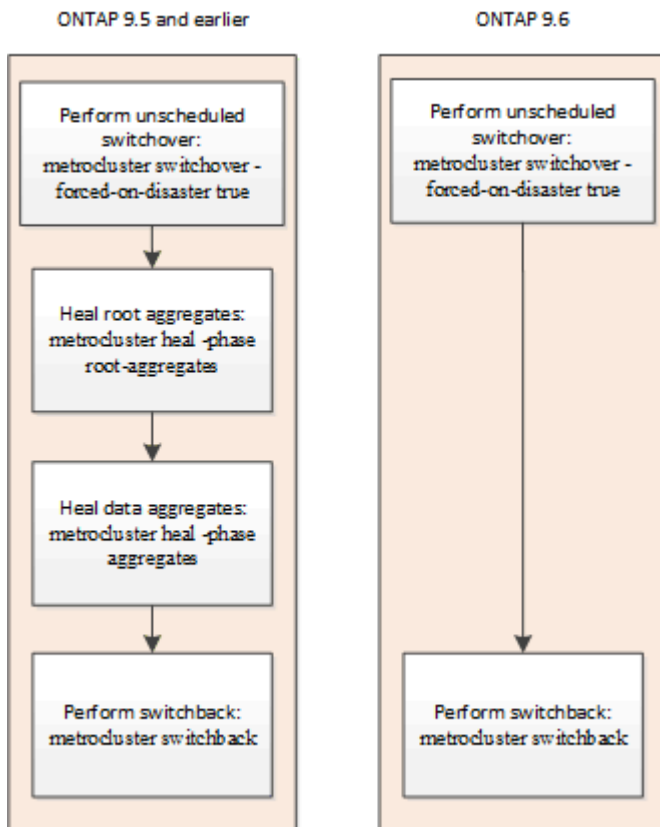 ONTAP 9.5 and earlier
Perform unscheduled
switchover:
metrocluster switchover -
forced-on-disaster true
Heal root aggregates:
metrocluster heal -phase
root-aggregates
Heal data aggregates:
metrocluster heal -phase
aggregates
Perform switchback:
metrocluster switchback
ONTAP 9.6
Perform unscheduled
switchover:
metrocluster switchover -
forced-on-disaster true
Perform switchback:
metrocluster switchback